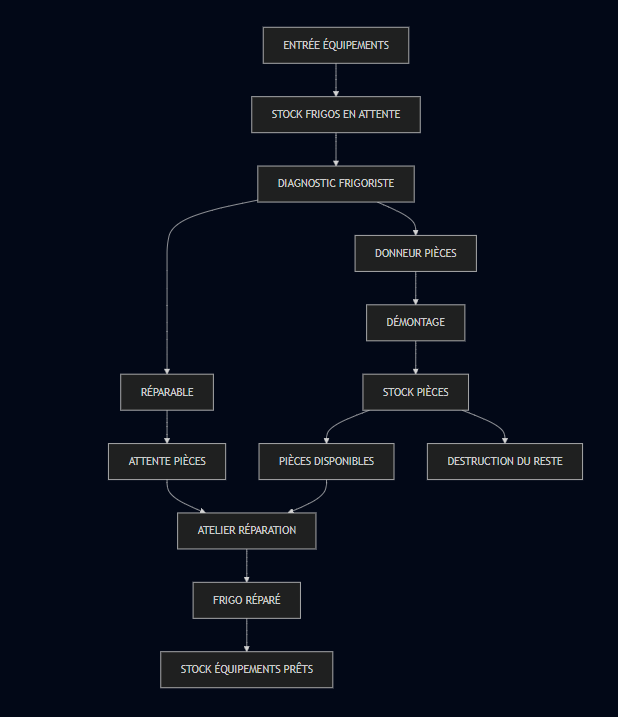 ENTRÉE ÉQUIPEMENTS
STOCK FRIGOS EN ATTENTE
DIAGNOSTIC FRIGORISTE
DONNEUR PIÈCES
DÉMONTAGE
RÉPARABLE
STOCK PIÈCES
ATTENTE PIÈCES
PIÈCES DISPONIBLES
DESTRUCTION DU RESTE
ATELIER RÉPARATION
FRIGO RÉPARÉ
STOCK ÉQUIPEMENTS PRÊTS